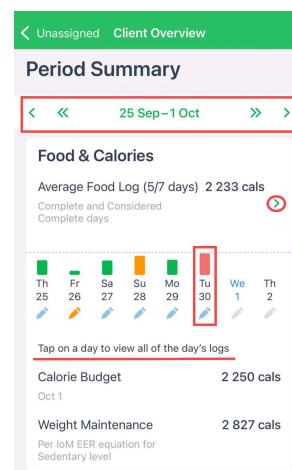 Unassigned Client Overview
Period Summary
25 Sep – 1 Oct
Food & Calories
Average Food Log (5/7 days) 2 233 cals
Complete and Considered
Complete days
Th Fr Sa Su Mo Tu We Th
25 26 27 28 29 30 1 2
Tap on a day to view all of the day's logs
Calorie Budget 2 250 cals
Oct 1
Weight Maintenance 2 827 cals
Per IoM EER equation for
Sedentary level